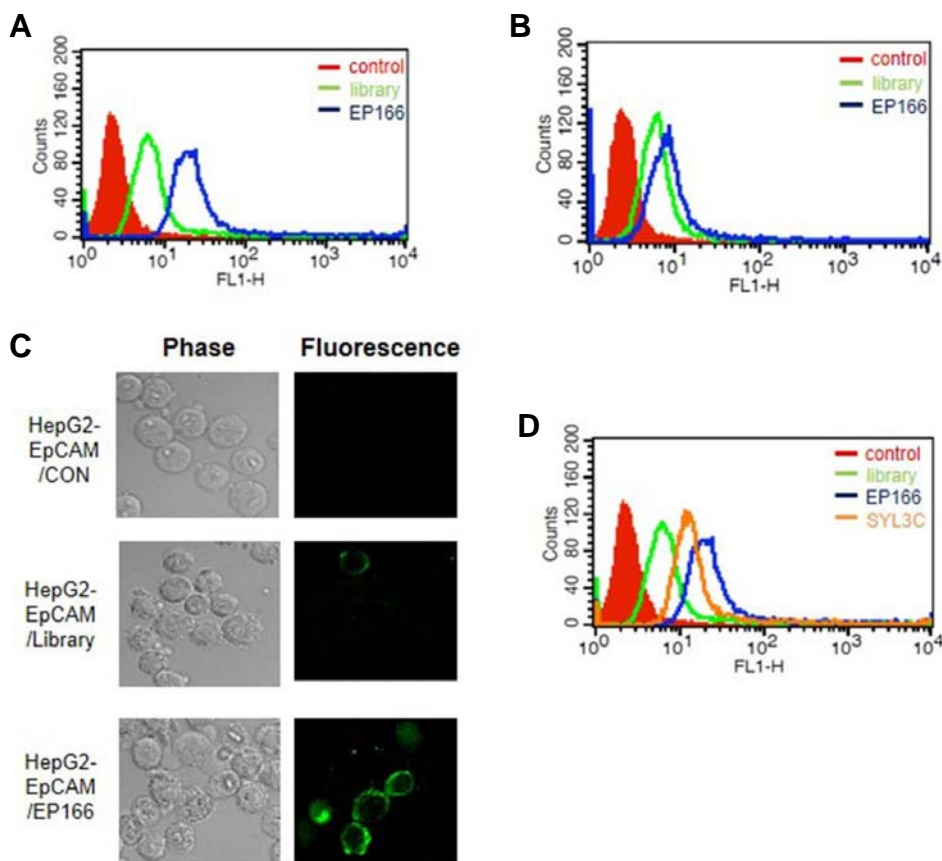 A
200
160
120
80
40
0
Counts
control
library
EP166
10^0 10^1 10^2 10^3 10^4
FL1-H
B
200
160
120
80
40
0
Counts
control
library
EP166
10^0 10^1 10^2 10^3 10^4
FL1-H
C
Phase Fluorescence
HepG2-
EpCAM
/CON
HepG2-
EpCAM
/Library
HepG2-
EpCAM
/EP166
D
200
160
120
80
40
0
Counts
control
library
EP166
SYL3C
10^0 10^1 10^2 10^3 10^4
FL1-H